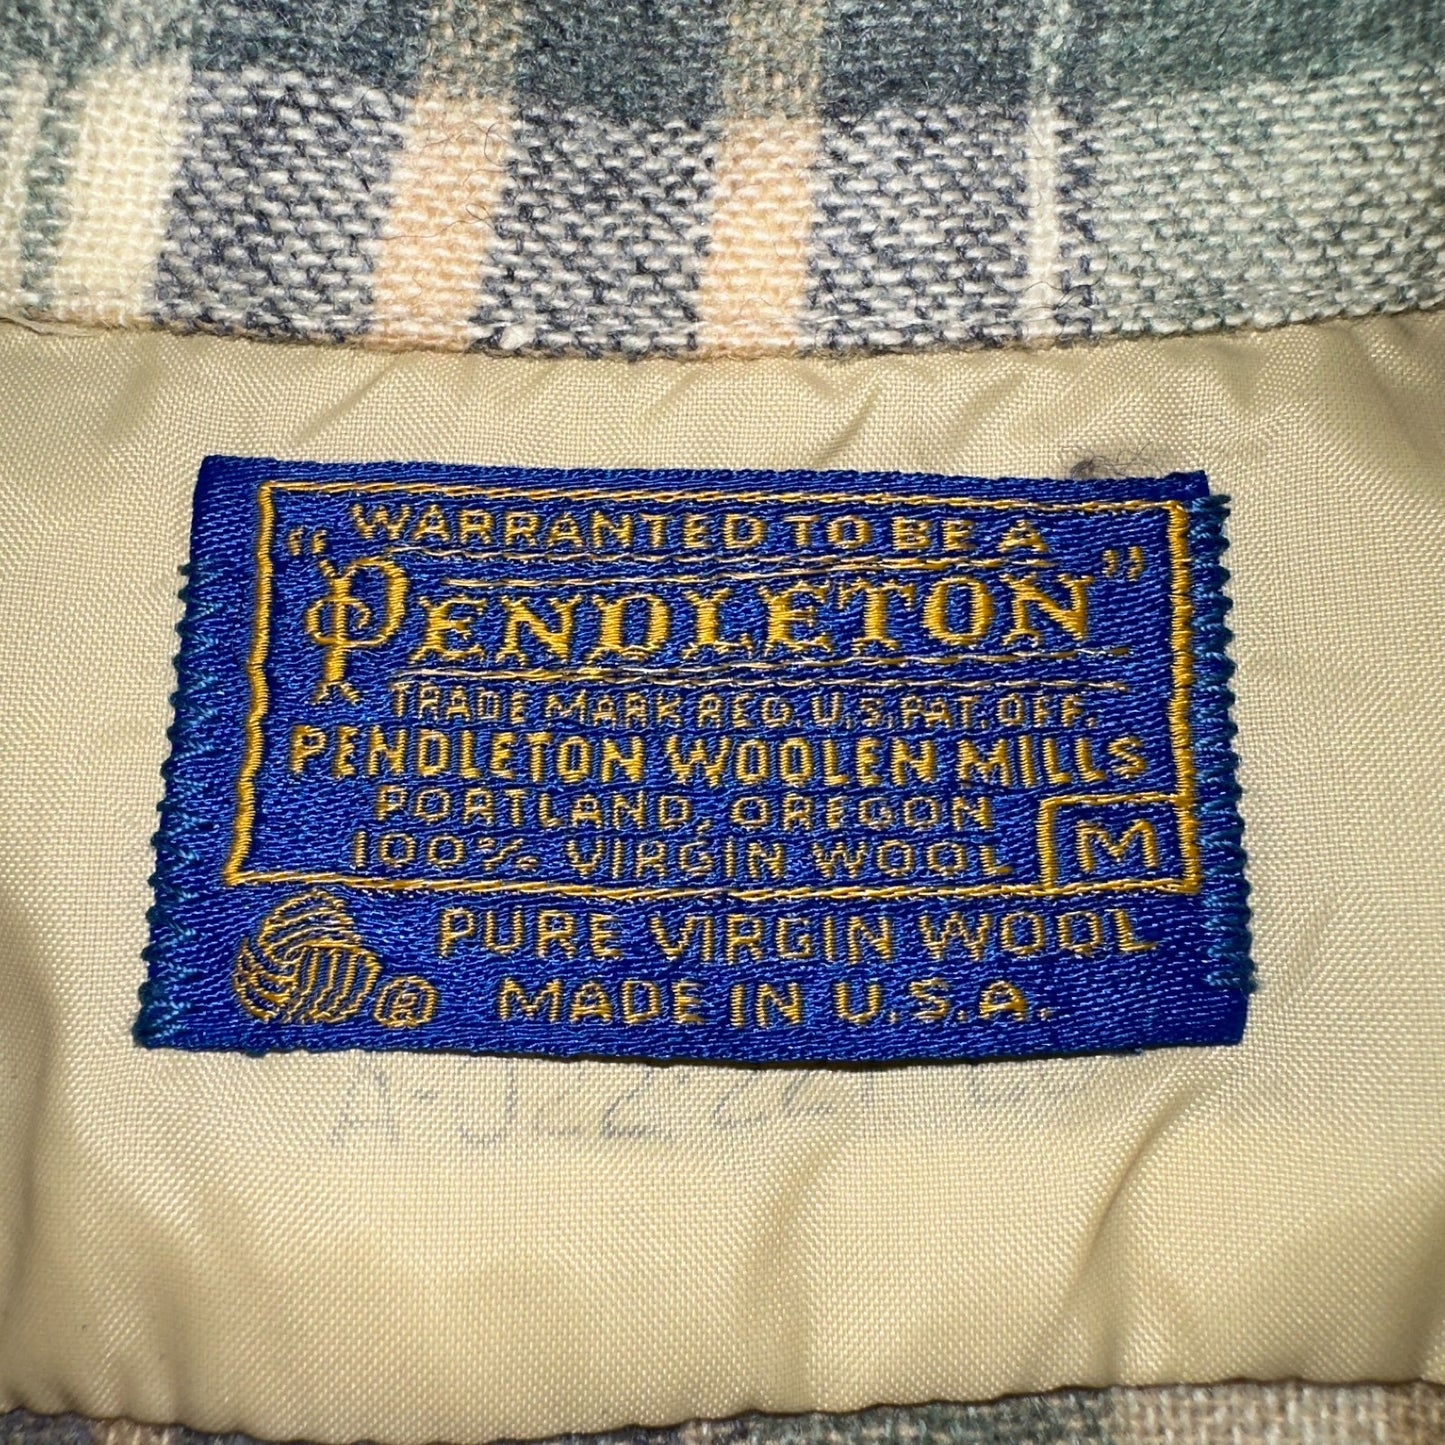 WARRANTED TO BE A
"PENDLETON"
TRADE MARK REG. U.S. PAT. OFF.
PENDLETON WOOLEN MILLS
PORTLAND, OREGON
100% VIRGIN WOOL
M
PURE VIRGIN WOOL
® MADE IN U.S.A.